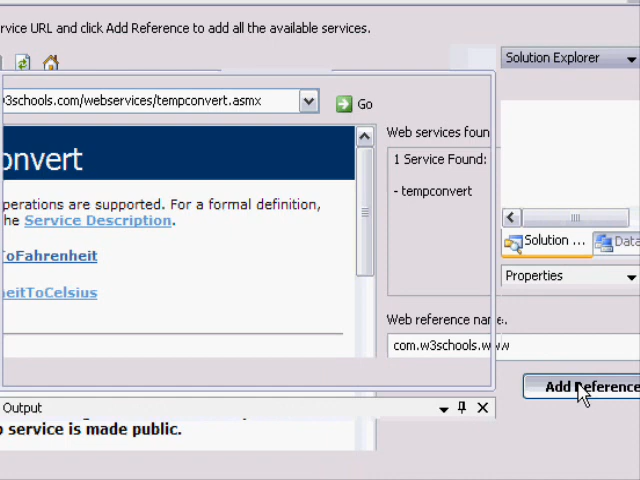 rvice URL and click Add Reference to add all the available services.
Solution Explorer
w3schools.com/webservices/tempconvert.asmx
Go
Web services foun
onvert
1 Service Found:
- tempconvert
perations are supported. For a formal definition,
he Service Description.
Solution ...
Data
ToFahrenheit
Properties
heitToCelsius
Web reference name:
com.w3schools.www
Add Reference
Output
service is made public.